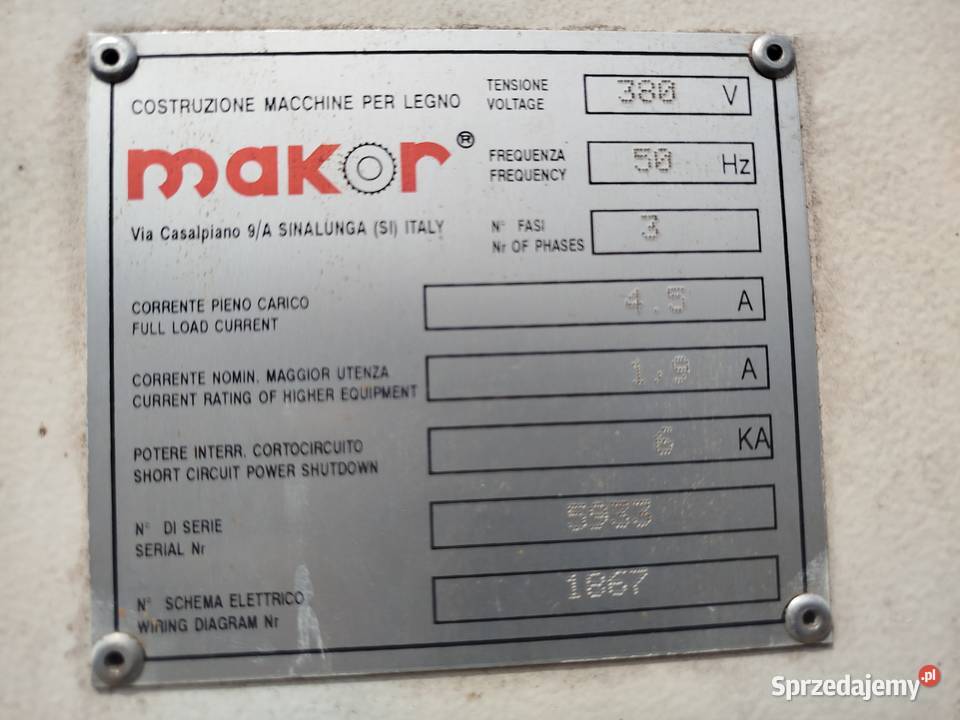 COSTRUZIONE MACCHINE PER LEGNO
makor®
Via Casalpiano 9/A SINALUNGA (SI) ITALY
TENSIONE
VOLTAGE
380 V
FREQUENZA
FREQUENCY
50 Hz
N° FASI
Nr OF PHASES
3
CORRENTE PIENO CARICO
FULL LOAD CURRENT
4.5 A
CORRENTE NOMIN. MAGGIOR UTENZA
CURRENT RATING OF HIGHER EQUIPMENT
1.9 A
POTERE INTERR. CORTOCIRCUITO
SHORT CIRCUIT POWER SHUTDOWN
6 KA
N° DI SERIE
SERIAL Nr
5933
N° SCHEMA ELETTRICO
WIRING DIAGRAM Nr
1867
Sprzedajemy.pl